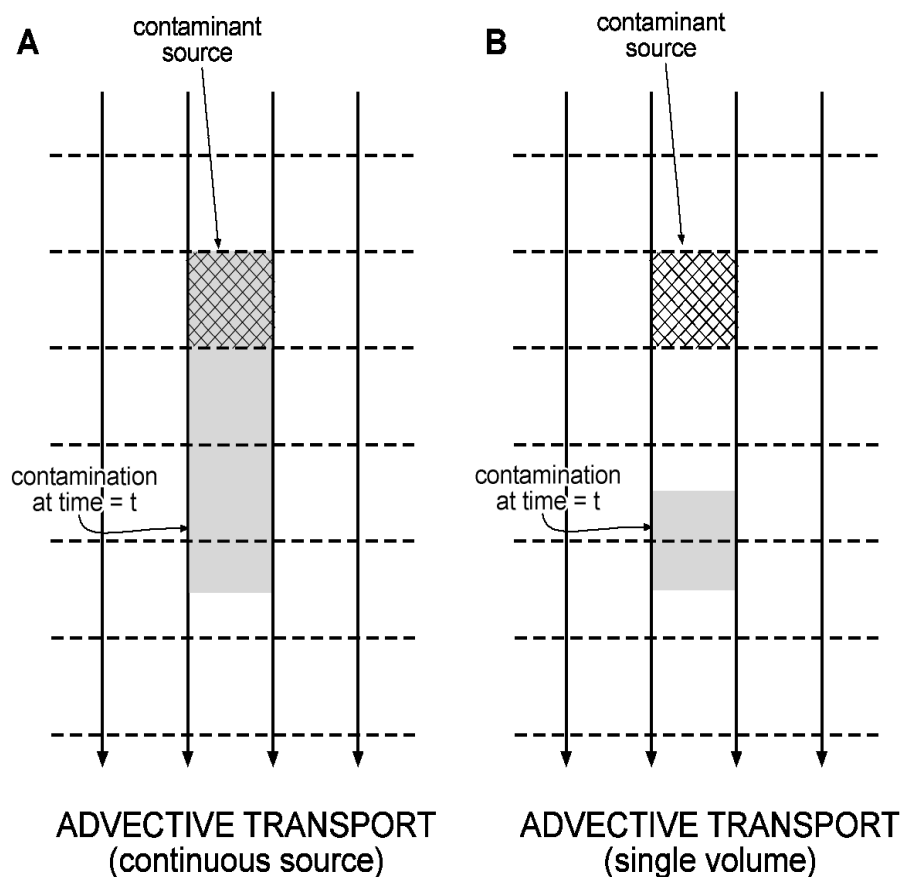 A
contaminant
source
contamination
at time = t
ADVECTIVE TRANSPORT
(continuous source)
B
contaminant
source
contamination
at time = t
ADVECTIVE TRANSPORT
(single volume)